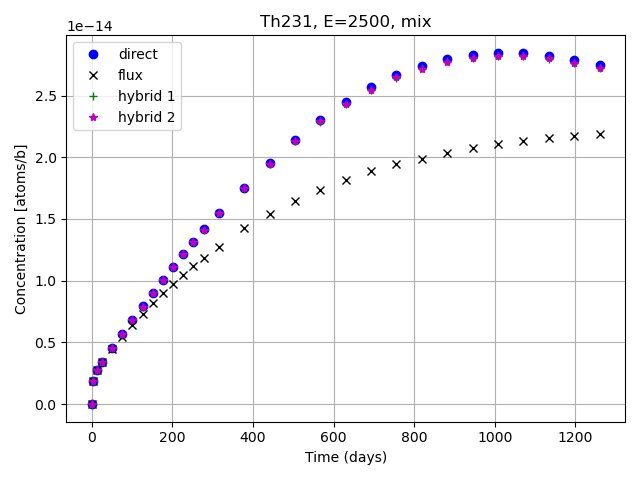 Th231, E=2500, mix
1e−14
direct
flux
hybrid 1
hybrid 2
Concentration [atoms/b]
2.5
2.0
1.5
1.0
0.5
0.0
0 200 400 600 800 1000 1200
Time (days)